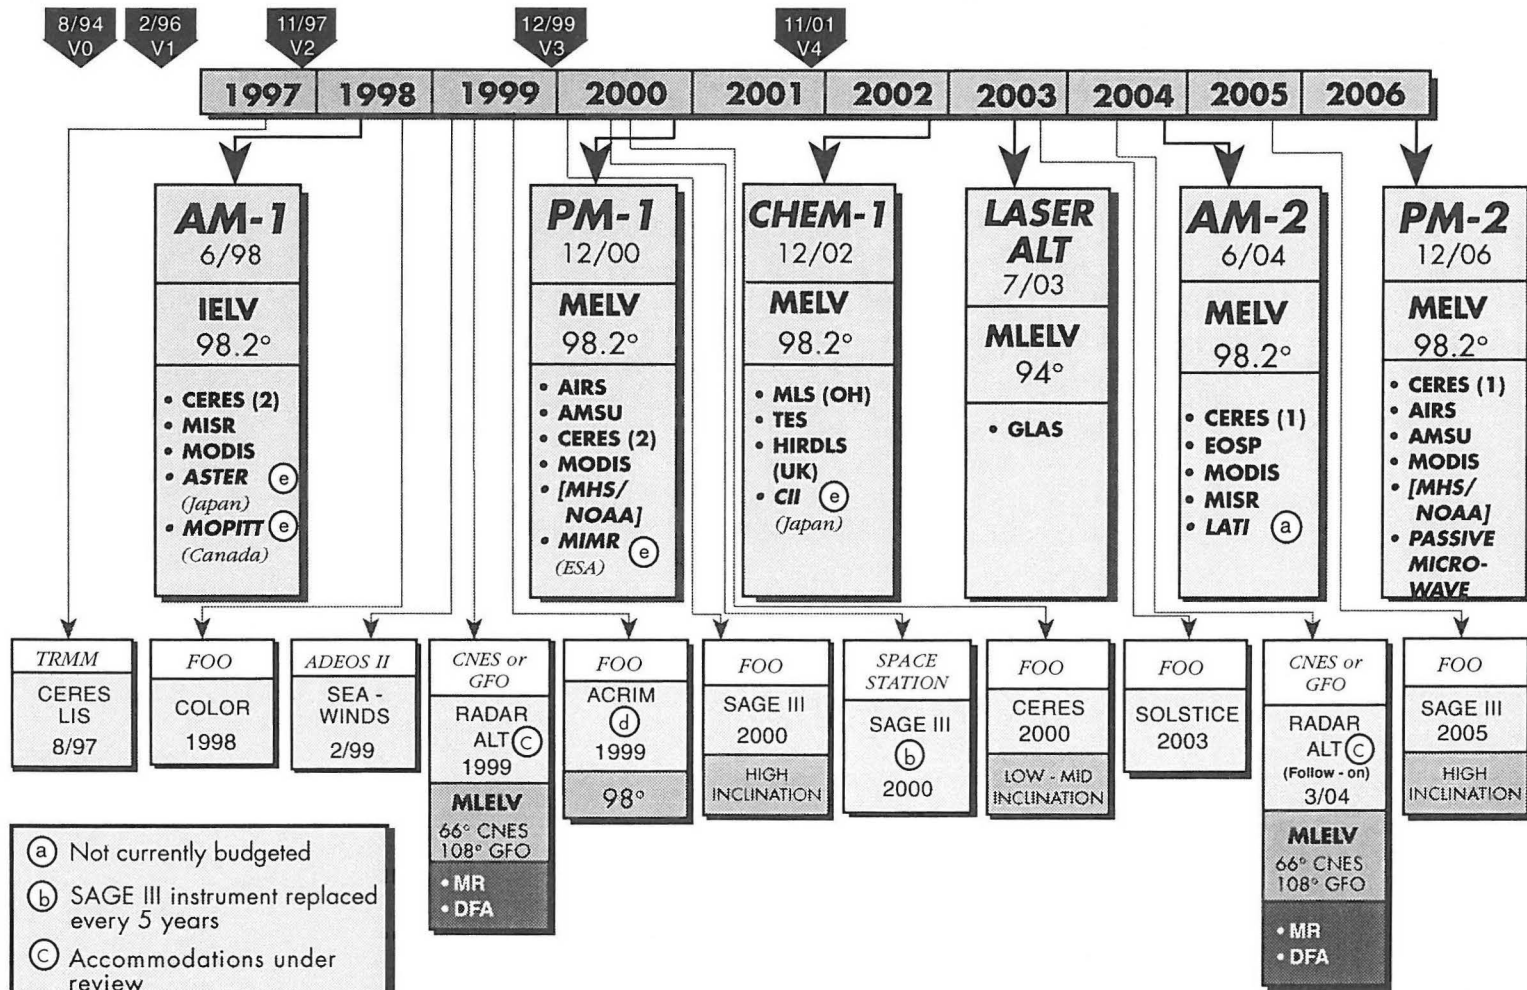 8/94
V0
2/96
V1
11/97
V2
12/99
V3
11/01
V4
1997 1998 1999 2000 2001 2002 2003 2004 2005 2006
AM-1
6/98
IELV
98.2°
• CERES (2)
• MISR
• MODIS
• ASTER (e)
(Japan)
• MOPITT (e)
(Canada)
PM-1
12/00
MELV
98.2°
• AIRS
• AMSU
• CERES (2)
• MODIS
• [MHS/
NOAA]
• MIMR (e)
(ESA)
CHEM-1
12/02
MELV
98.2°
• MLS (OH)
• TES
• HIRDLS
(UK)
• CII (e)
(Japan)
LASER
ALT
7/03
MLELV
94°
• GLAS
AM-2
6/04
MELV
98.2°
• CERES (1)
• EOSP
• MODIS
• MISR
• LATI (a)
PM-2
12/06
MELV
98.2°
• CERES (1)
• AIRS
• AMSU
• MODIS
• [MHS/
NOAA]
• PASSIVE
MICRO-
WAVE
TRMM
CERES
LIS
8/97
FOO
COLOR
1998
ADEOS II
SEA -
WINDS
2/99
CNES or
GFO
RADAR
ALT (C)
1999
MLELV
66° CNES
108° GFO
• MR
• DFA
FOO
ACRIM
(d)
1999
98°
FOO
SAGE III
2000
HIGH
INCLINATION
SPACE
STATION
SAGE III
(b)
2000
FOO
CERES
2000
LOW - MID
INCLINATION
FOO
SOLSTICE
2003
CNES or
GFO
RADAR
ALT (C)
(Follow - on)
3/04
MLELV
66° CNES
108° GFO
• MR
• DFA
FOO
SAGE III
2005
HIGH
INCLINATION
(a) Not currently budgeted
(b) SAGE III instrument replaced
every 5 years
(C) Accommodations under
review